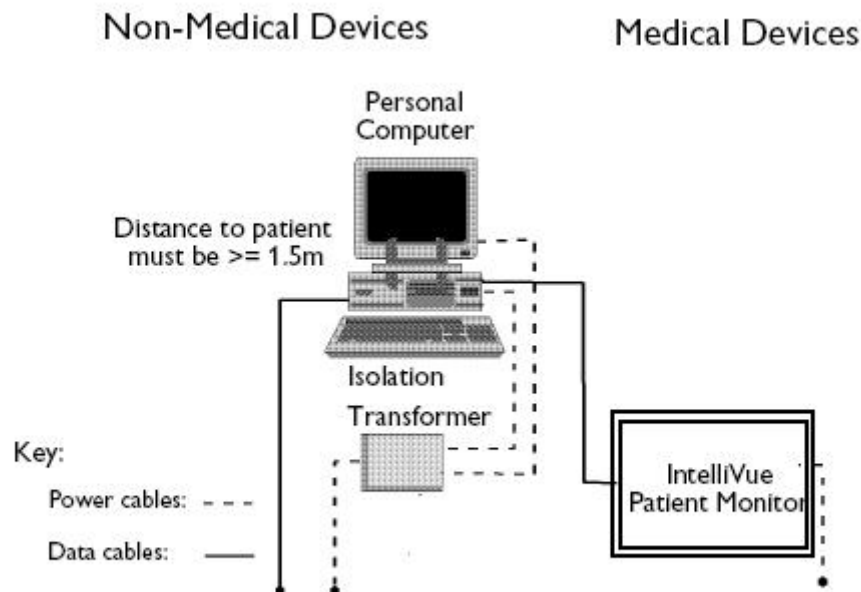 Non-Medical Devices
Medical Devices
Personal
Computer
Distance to patient
must be >= 1.5m
Isolation
Transformer
Key:
Power cables:
Data cables:
IntelliVue
Patient Monitor